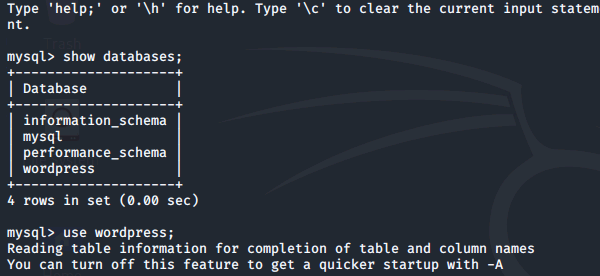 Type 'help;' or '\h' for help. Type '\c' to clear the current input stateme
nt.
mysql> show databases;
+--------------------+
| Database           |
+--------------------+
| information_schema |
| mysql              |
| performance_schema |
| wordpress          |
+--------------------+
4 rows in set (0.00 sec)
mysql> use wordpress;
Reading table information for completion of table and column names
You can turn off this feature to get a quicker startup with -A